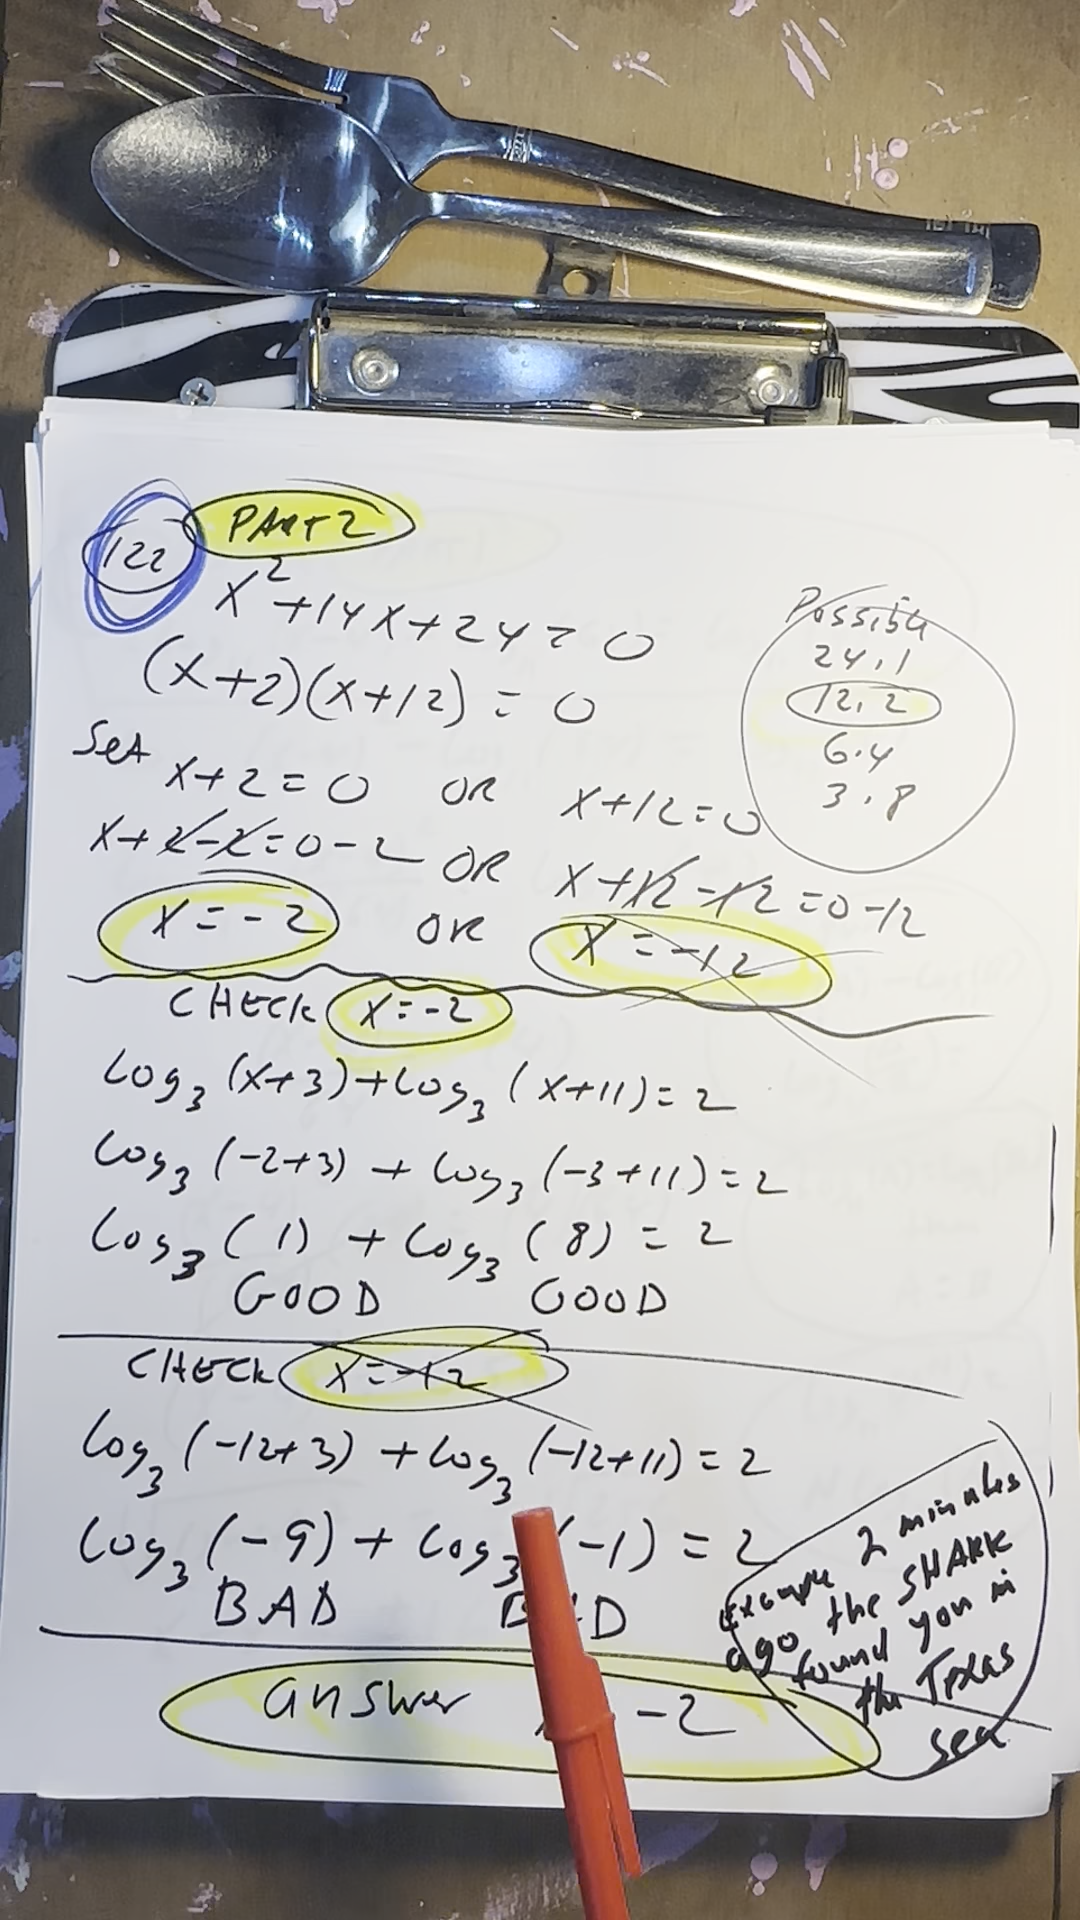 122 PART 2
x²+14x+24=0
(x+2)(x+12)=0
Possible
24.1
12.2
6.4
3.8
Set x+2=0 OR x+12=0
x+2-2=0-2 OR x+12-12=0-12
x=-2 OR x=-12
CHECK x=-2
Log₃(x+3)+Log₃(x+11)=2
Log₃(-2+3)+Log₃(-3+11)=2
Log₃(1)+Log₃(8)=2
GOOD GOOD
CHECK x=-12
Log₃(-12+3)+Log₃(-12+11)=2
Log₃(-9)+Log₃(-1)=2
BAD
answer -2
Example 2 minutes
ago the SHARK
found you in
the Texas
sea